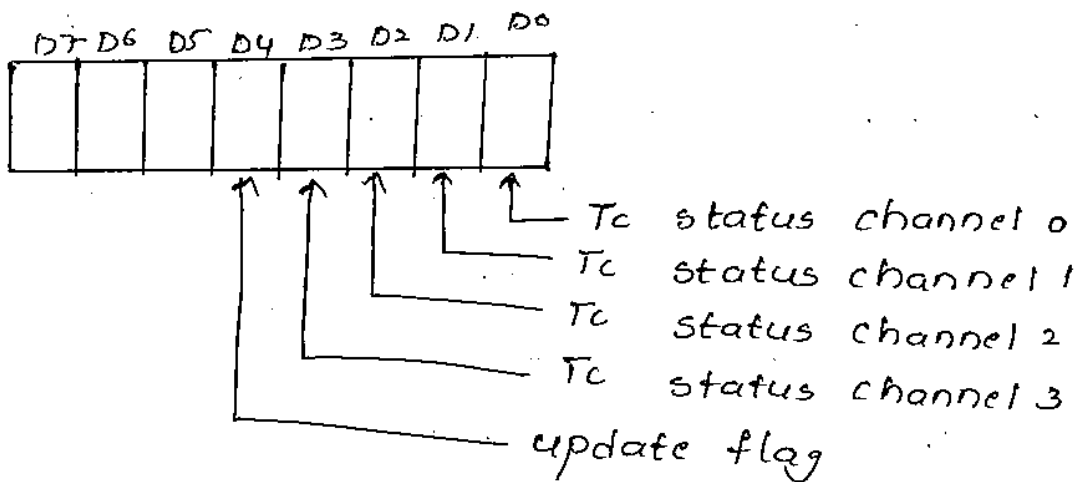 D7 D6 D5 D4 D3 D2 D1 D0
Tc status channel 0
Tc status channel 1
Tc status channel 2
Tc status channel 3
update flag